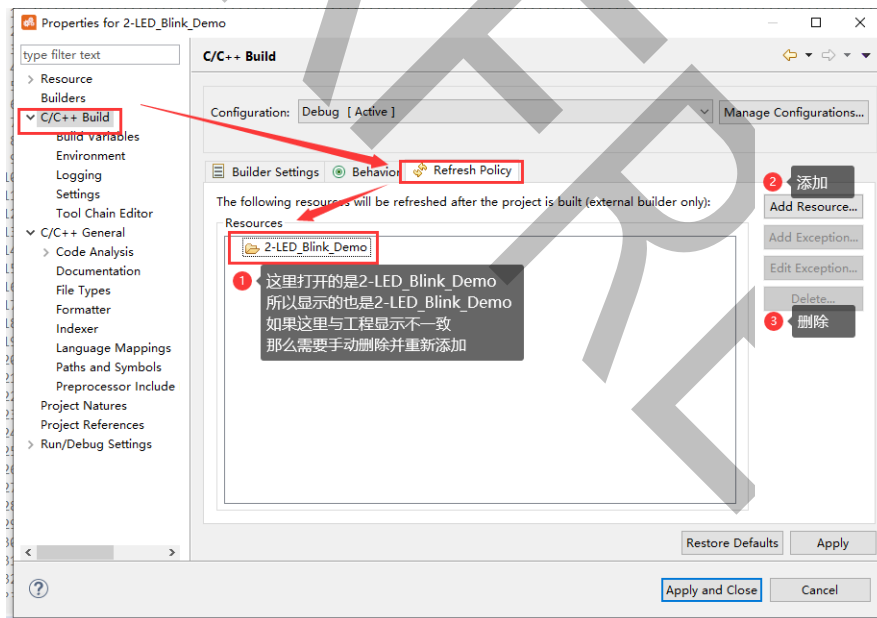 Properties for 2-LED_Blink_Demo
type filter text
C/C++ Build
Resource
Builders
C/C++ Build
Build Variables
Environment
Logging
Settings
Tool Chain Editor
C/C++ General
Code Analysis
Documentation
File Types
Formatter
Indexer
Language Mappings
Paths and Symbols
Preprocessor Include
Project Natures
Project References
Run/Debug Settings
Configuration: Debug [ Active ]
Manage Configurations...
Builder Settings
Behavior
Refresh Policy
The following resources will be refreshed after the project is built (external builder only):
Resources
2-LED_Blink_Demo
1 这里打开的是2-LED_Blink_Demo
所以显示的也是2-LED_Blink_Demo
如果这里与工程显示不一致
那么需要手动删除并重新添加
2 添加
Add Resource...
Add Exception...
Edit Exception...
Delete...
3 删除
Restore Defaults
Apply
Apply and Close
Cancel